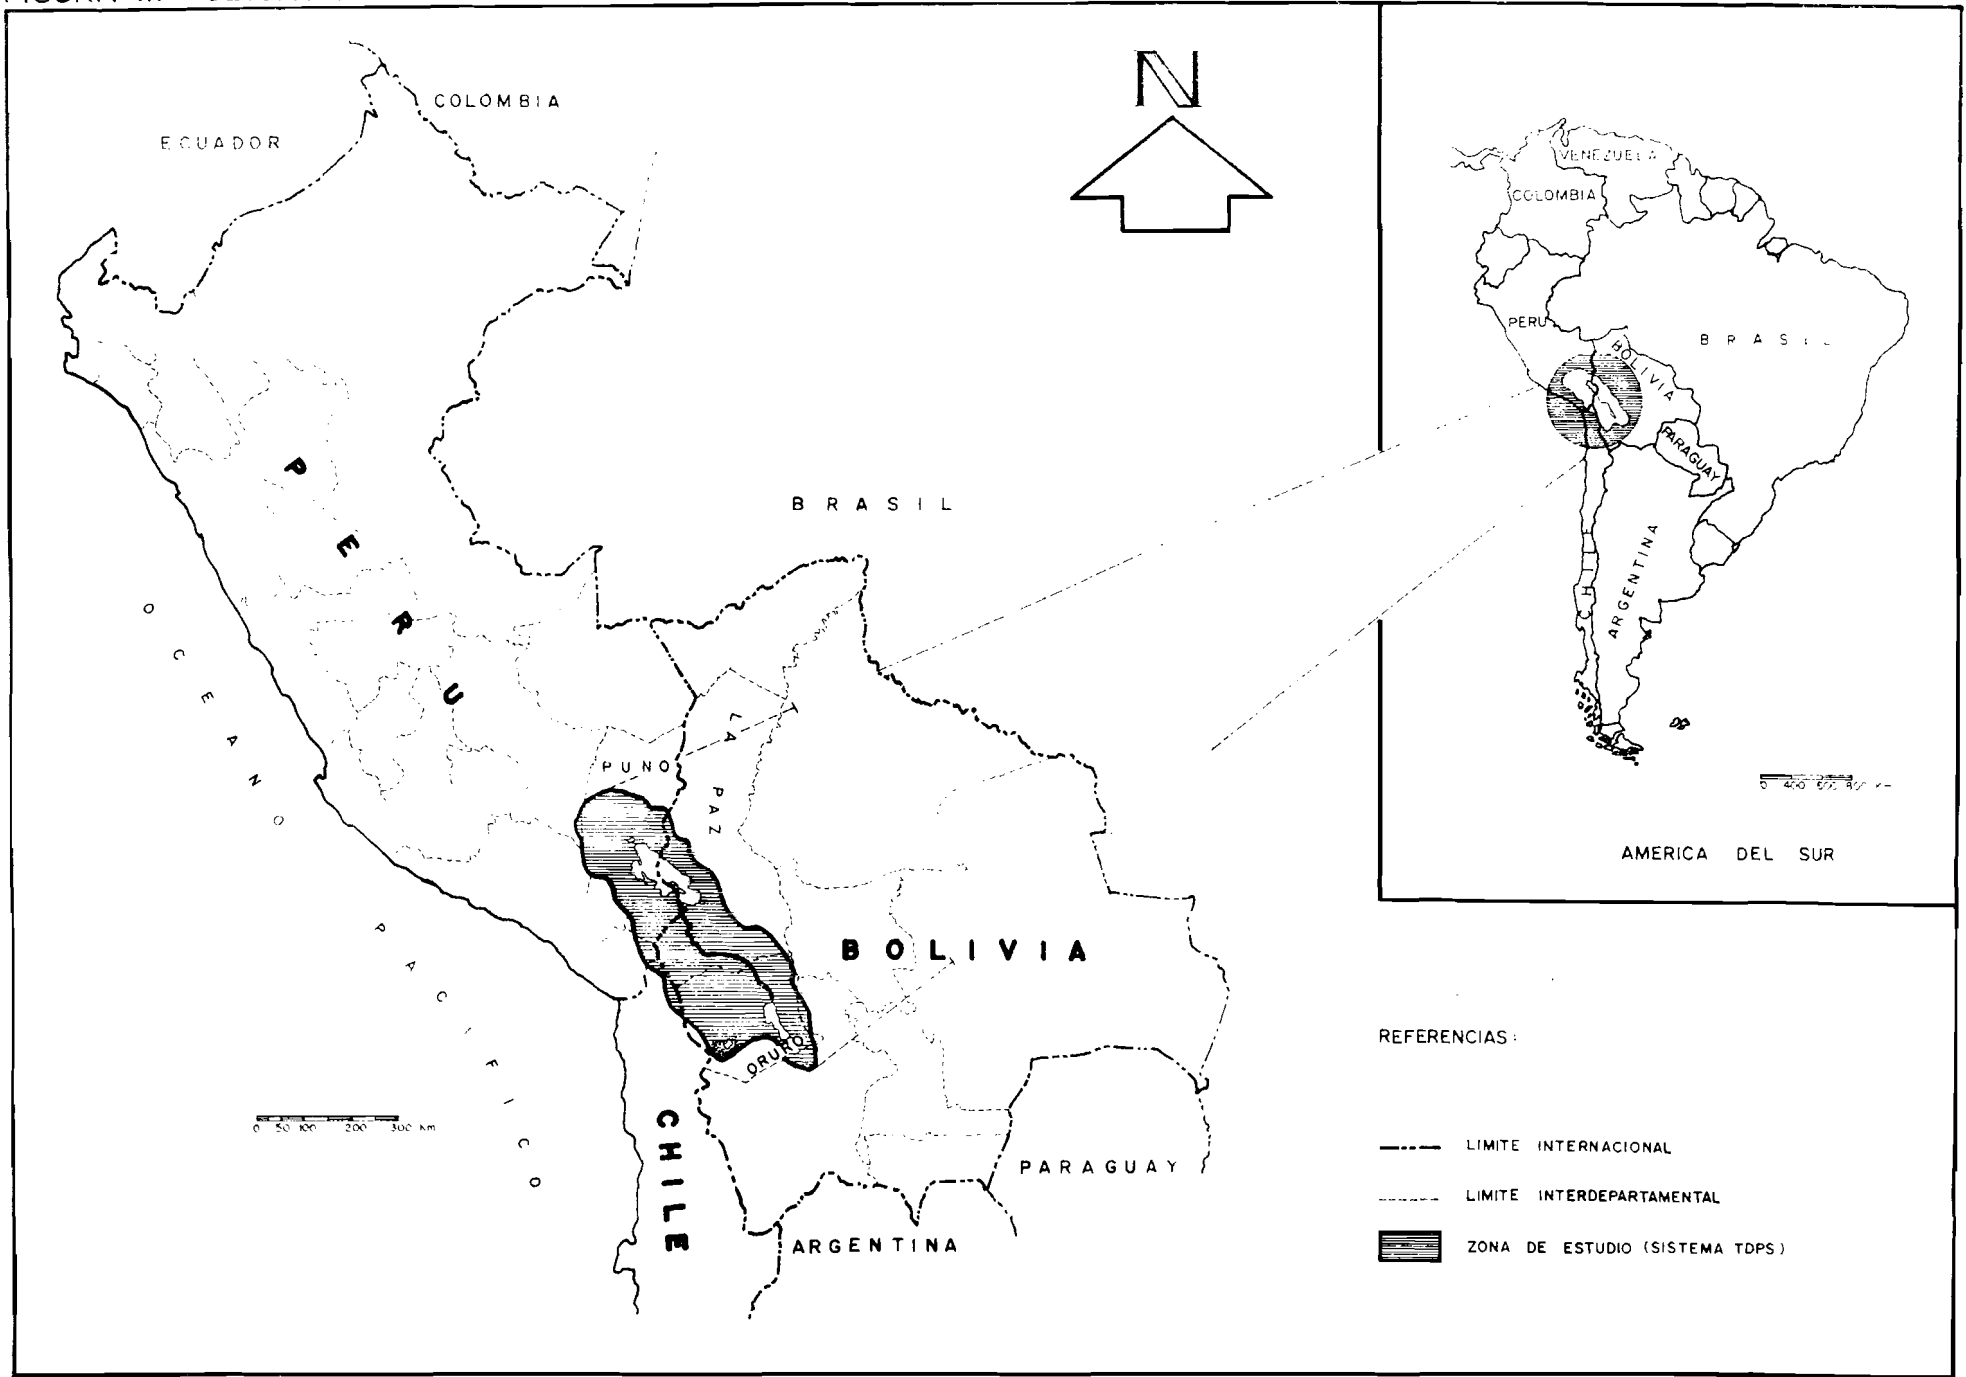 COLOMBIA
ECUADOR
N
BRASIL
PERU
OCEANO PACIFICO
PUNO
LA PAZ
BOLIVIA
ORURO
CHILE
PARAGUAY
ARGENTINA
0 50 100 200 300 Km
VENEZUELA
COLOMBIA
PERU
BRASIL
BOLIVIA
PARAGUAY
CHILE
ARGENTINA
AMERICA DEL SUR
REFERENCIAS:
LIMITE INTERNACIONAL
LIMITE INTERDEPARTAMENTAL
ZONA DE ESTUDIO (SISTEMA TDPS)